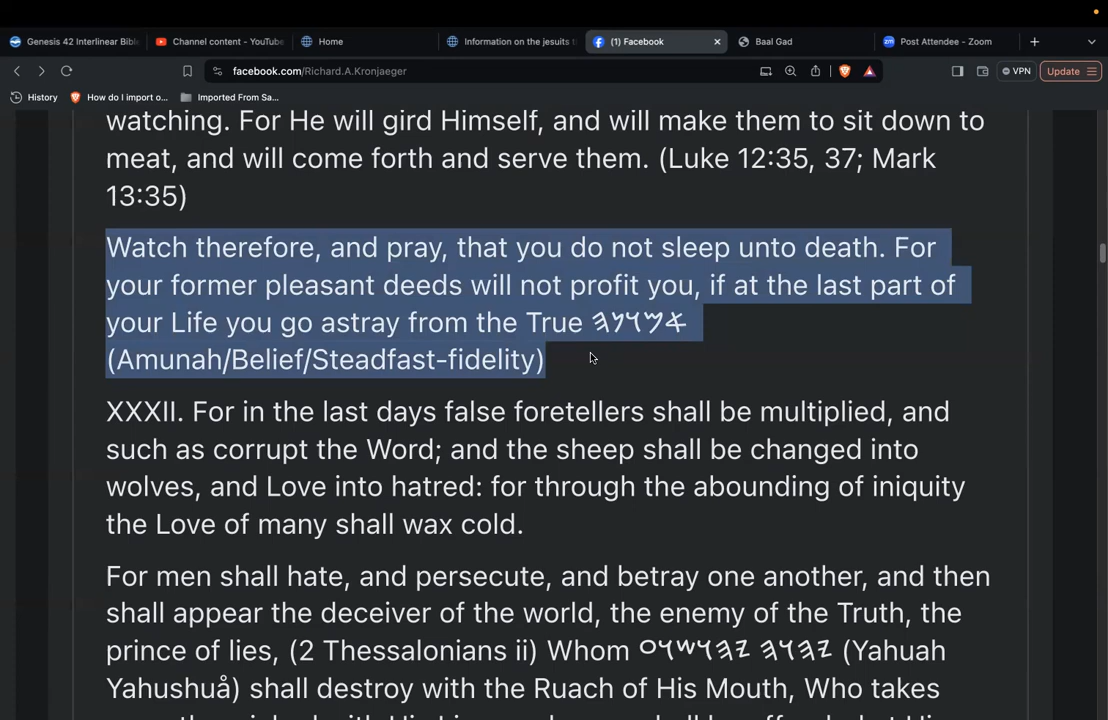 Genesis 42 Interlinear Bibl
Channel content - YouTube
Home
Information on the jesuits t
(1) Facebook
Baal Gad
Post Attendee - Zoom
facebook.com/Richard.A.Kronjaeger
VPN
Update
History
How do I import o...
Imported From Sa...
watching. For He will gird Himself, and will make them to sit down to
meat, and will come forth and serve them. (Luke 12:35, 37; Mark
13:35)
Watch therefore, and pray, that you do not sleep unto death. For
your former pleasant deeds will not profit you, if at the last part of
your Life you go astray from the True 𐤀𐤌𐤅𐤍𐤄
(Amunah/Belief/Steadfast-fidelity)
XXXII. For in the last days false foretellers shall be multiplied, and
such as corrupt the Word; and the sheep shall be changed into
wolves, and Love into hatred: for through the abounding of iniquity
the Love of many shall wax cold.
For men shall hate, and persecute, and betray one another, and then
shall appear the deceiver of the world, the enemy of the Truth, the
prince of lies, (2 Thessalonians ii) Whom 𐤉𐤄𐤅𐤄 𐤉𐤄𐤅𐤔𐤅𐤏 (Yahuah
Yahushuå) shall destroy with the Ruach of His Mouth, Who takes